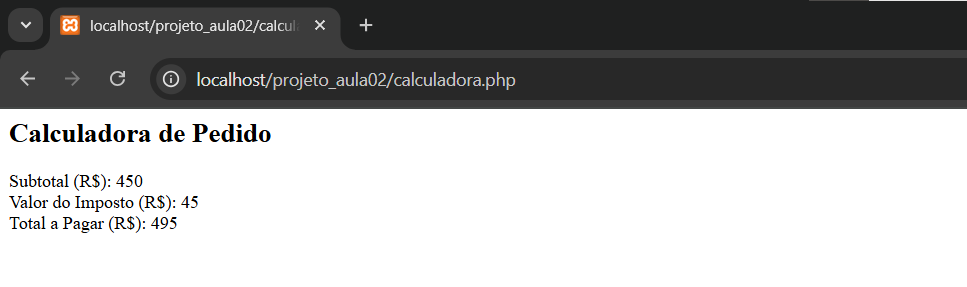 localhost/projeto_aula02/calcul
localhost/projeto_aula02/calculadora.php
Calculadora de Pedido
Subtotal (R$): 450
Valor do Imposto (R$): 45
Total a Pagar (R$): 495